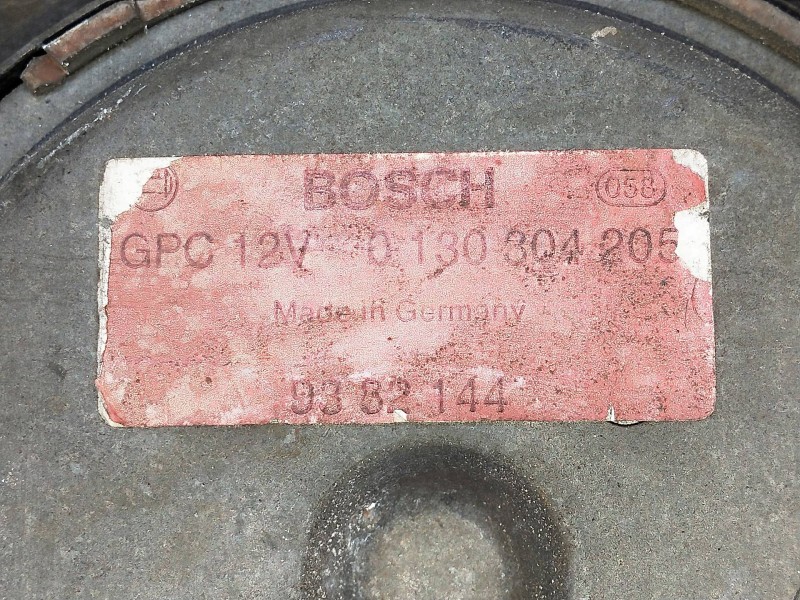 BOSCH 058
GPC 12V 0 130 304 205
Made in Germany
93 82 144